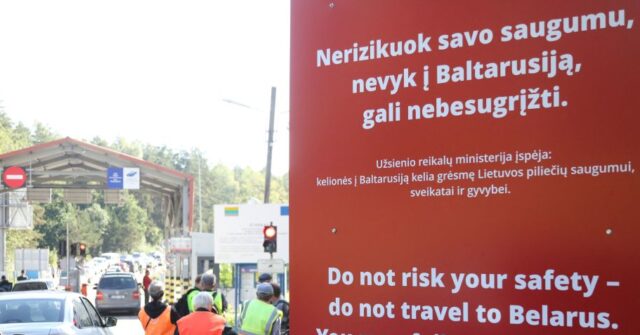 Nerizikuok savo saugumu,
nevyk į Baltarusiją,
gali nebesugrįžti.
Užsienio reikalų ministerija įspėja:
kelionės į Baltarusiją kelia grėsmę Lietuvos piliečių saugumui,
sveikatai ir gyvybei.
Do not risk your safety –
do not travel to Belarus.